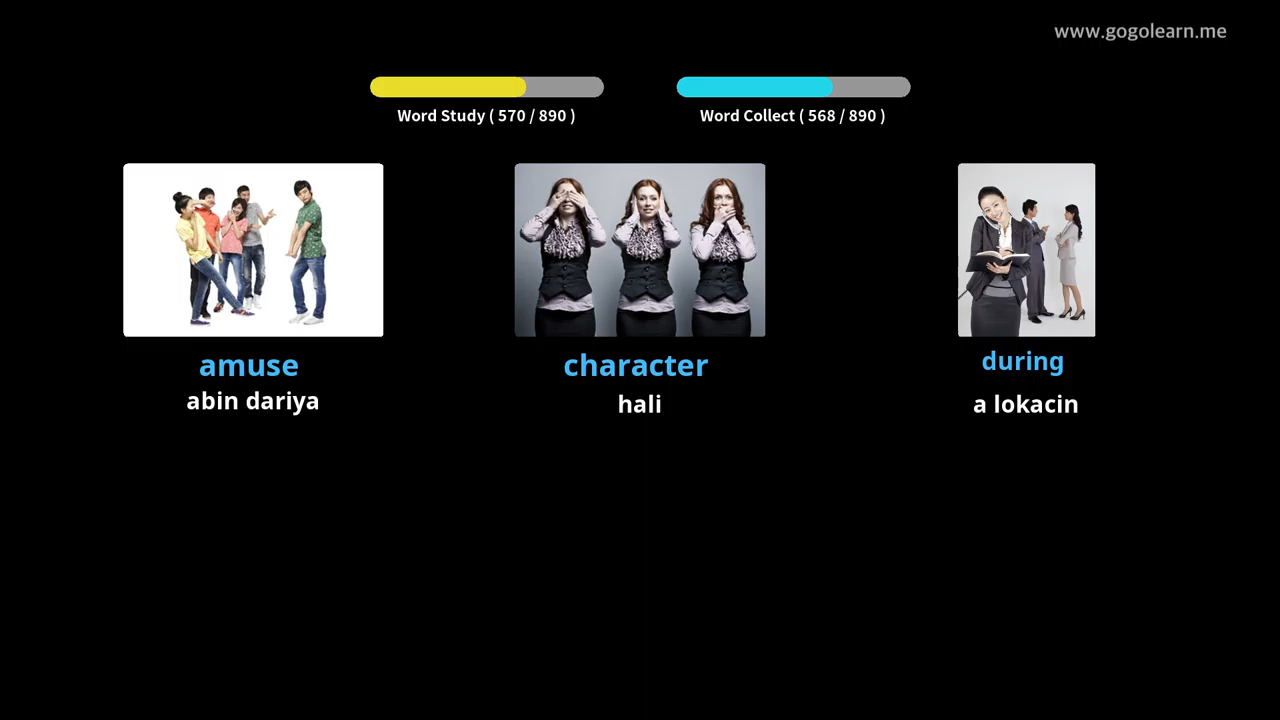 www.gogolearn.me
Word Study ( 570 / 890 )
Word Collect ( 568 / 890 )
amuse
abin dariya
character
hali
during
a lokacin